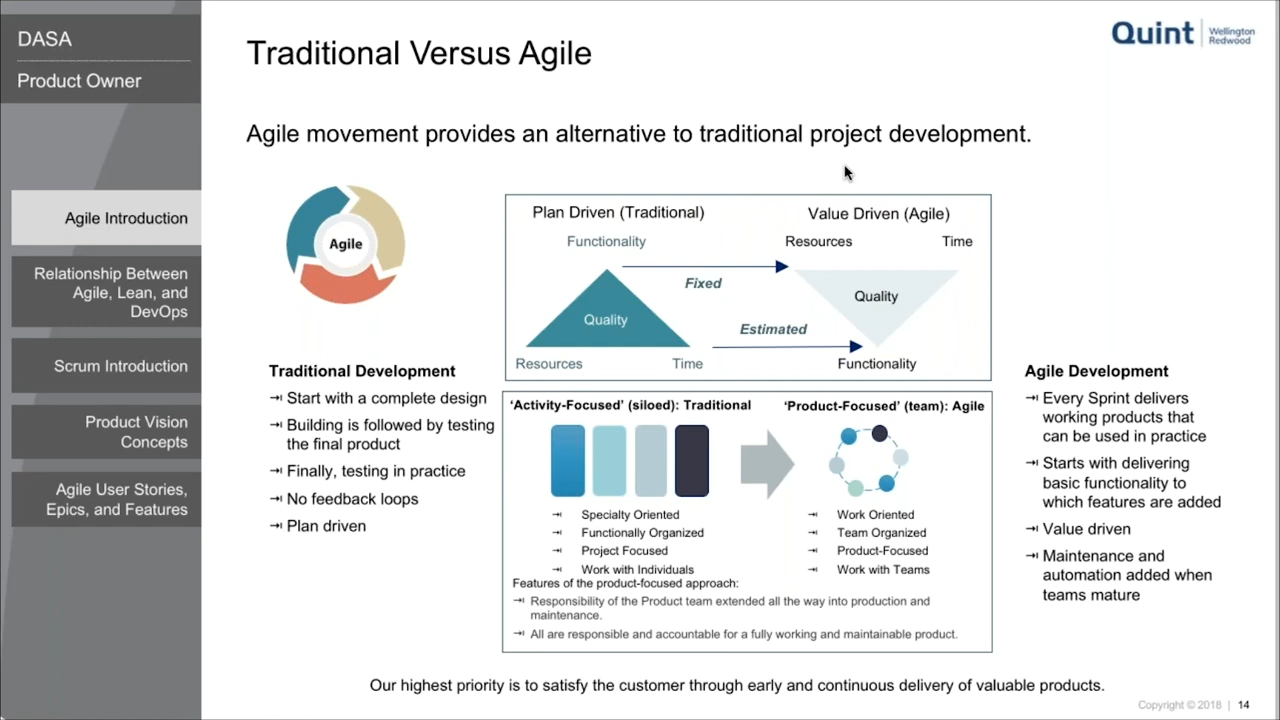 DASA
Product Owner
Agile Introduction
Relationship Between
Agile, Lean, and
DevOps
Scrum Introduction
Product Vision
Concepts
Agile User Stories,
Epics, and Features
Traditional Versus Agile
Quint
Wellington
Redwood
Agile movement provides an alternative to traditional project development.
Agile
Plan Driven (Traditional)
Value Driven (Agile)
Functionality
Resources
Time
Fixed
Quality
Quality
Estimated
Resources
Time
Functionality
Traditional Development
⇥ Start with a complete design
⇥ Building is followed by testing
the final product
⇥ Finally, testing in practice
⇥ No feedback loops
⇥ Plan driven
‘Activity-Focused’ (siloed): Traditional
‘Product-Focused’ (team): Agile
⇥ Specialty Oriented
⇥ Functionally Organized
⇥ Project Focused
⇥ Work with Individuals
⇥ Work Oriented
⇥ Team Organized
⇥ Product-Focused
⇥ Work with Teams
Features of the product-focused approach:
⇥ Responsibility of the Product team extended all the way into production and
maintenance.
⇥ All are responsible and accountable for a fully working and maintainable product.
Agile Development
⇥ Every Sprint delivers
working products that
can be used in practice
⇥ Starts with delivering
basic functionality to
which features are added
⇥ Value driven
⇥ Maintenance and
automation added when
teams mature
Our highest priority is to satisfy the customer through early and continuous delivery of valuable products.
Copyright © 2018 | 14